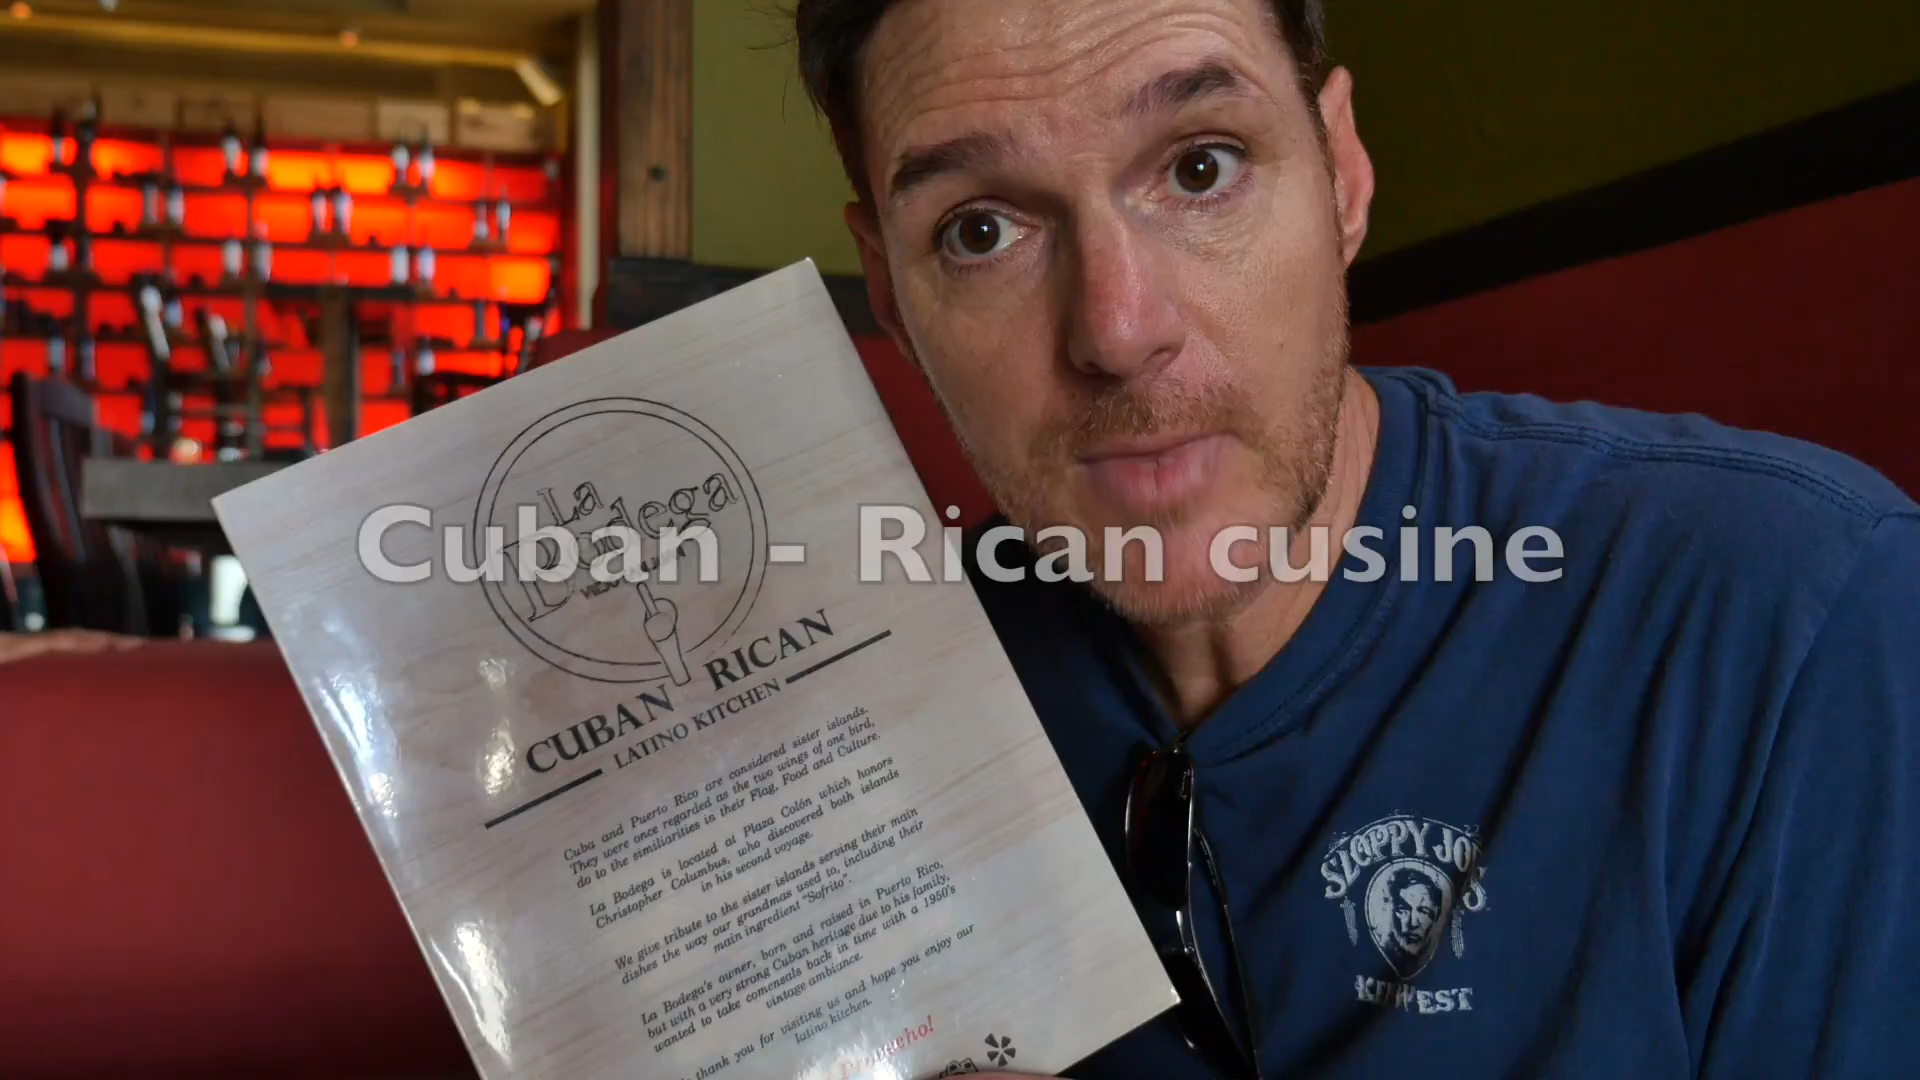 La
Bodega
Cuban - Rican cusine
CUBAN RICAN
LATINO KITCHEN
Cuba and Puerto Rico are considered sister islands.
They were once regarded as the two wings of one bird,
do to the similiarities in their Flag, Food and Culture.
La Bodega is located at Plaza Colón which honors
Christopher Columbus, who discovered both islands
in his second voyage.
We give tribute to the sister islands serving their main
dishes the way our grandmas used to, including their
main ingredient "Sofrito".
La Bodega's owner, born and raised in Puerto Rico,
but with a very strong Cuban heritage due to his family,
wanted to take comensals back in time with a 1950's
vintage ambiance.
thank you for visiting us and hope you enjoy our
latino kitchen.
SLOPPY JOE'S
KEY WEST